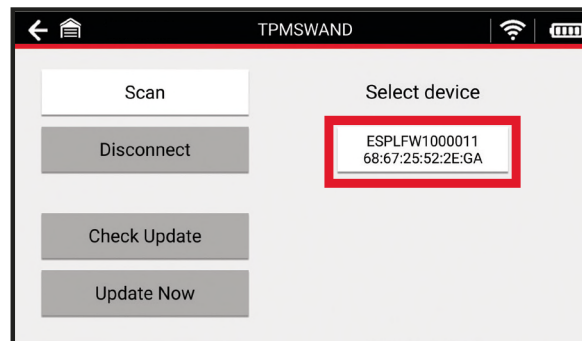 TPMSWAND
Scan
Disconnect
Check Update
Update Now
Select device
ESPLFW1000011
68:67:25:52:2E:GA